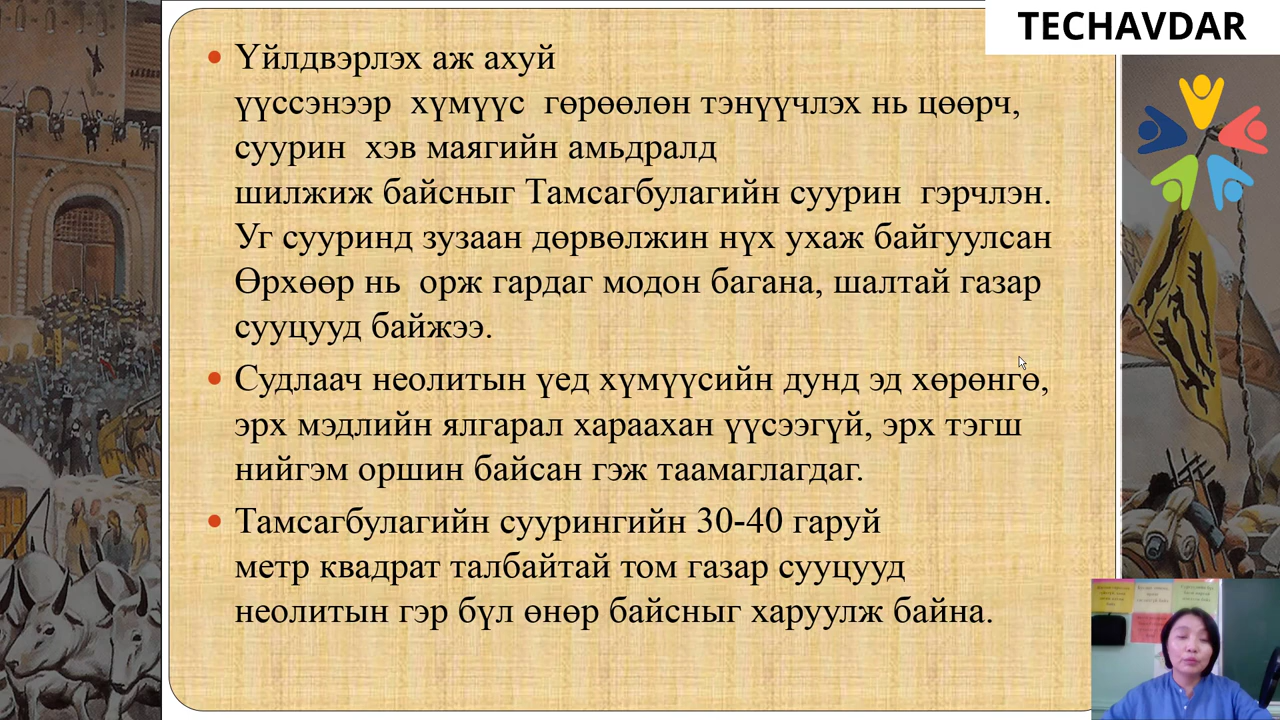 TECHAVDAR
• Үйлдвэрлэх аж ахуй
үүссэнээр хүмүүс гөрөөлөн тэнүүчлэх нь цөөрч,
суурин хэв маягийн амьдралд
шилжиж байсныг Тамсагбулагийн суурин гэрчлэн.
Уг сууринд зузаан дөрвөлжин нүх ухаж байгуулсан
Өрхөөр нь орж гардаг модон багана, шалтай газар
сууцууд байжээ.
• Судлаач неолитын үед хүмүүсийн дунд эд хөрөнгө,
эрх мэдлийн ялгарал хараахан үүсээгүй, эрх тэгш
нийгэм оршин байсан гэж таамаглагдаг.
• Тамсагбулагийн суурингийн 30-40 гаруй
метр квадрат талбайтай том газар сууцууд
неолитын гэр бүл өнөр байсныг харуулж байна.